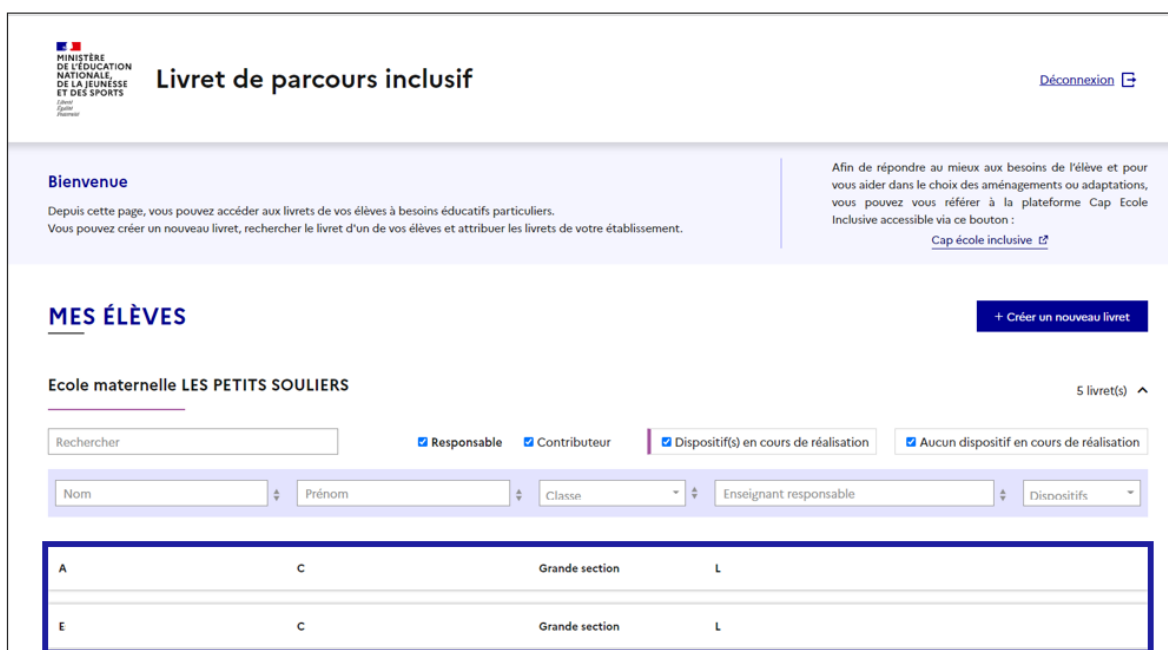 MINISTÈRE
DE L'ÉDUCATION
NATIONALE,
DE LA JEUNESSE
ET DES SPORTS
Liberté
Égalité
Fraternité
Livret de parcours inclusif
Déconnexion
Bienvenue
Depuis cette page, vous pouvez accéder aux livrets de vos élèves à besoins éducatifs particuliers.
Vous pouvez créer un nouveau livret, rechercher le livret d'un de vos élèves et attribuer les livrets de votre établissement.
Afin de répondre au mieux aux besoins de l'élève et pour
vous aider dans le choix des aménagements ou adaptations,
vous pouvez vous référer à la plateforme Cap Ecole
Inclusive accessible via ce bouton :
Cap école inclusive
MES ÉLÈVES
+ Créer un nouveau livret
Ecole maternelle LES PETITS SOULIERS
5 livret(s)
Rechercher
Responsable
Contributeur
Dispositif(s) en cours de réalisation
Aucun dispositif en cours de réalisation
Nom
Prénom
Classe
Enseignant responsable
Dispositifs
A C Grande section L
E C Grande section L